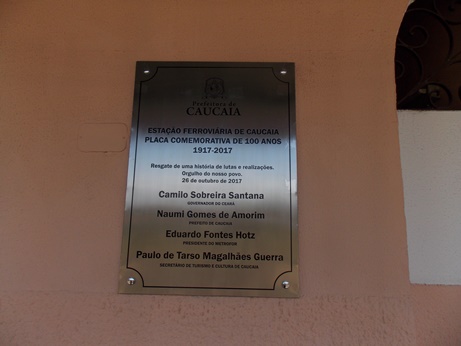 Prefeitura de
CAUCAIA
ESTAÇÃO FERROVIÁRIA DE CAUCAIA
PLACA COMEMORATIVA DE 100 ANOS
1917-2017
Resgate de uma história de lutas e realizações.
Orgulho do nosso povo.
26 de outubro de 2017
Camilo Sobreira Santana
GOVERNADOR DO CEARÁ
Naumi Gomes de Amorim
PREFEITO DE CAUCAIA
Eduardo Fontes Hotz
PRESIDENTE DO METROFOR
Paulo de Tarso Magalhães Guerra
SECRETÁRIO DE TURISMO E CULTURA DE CAUCAIA